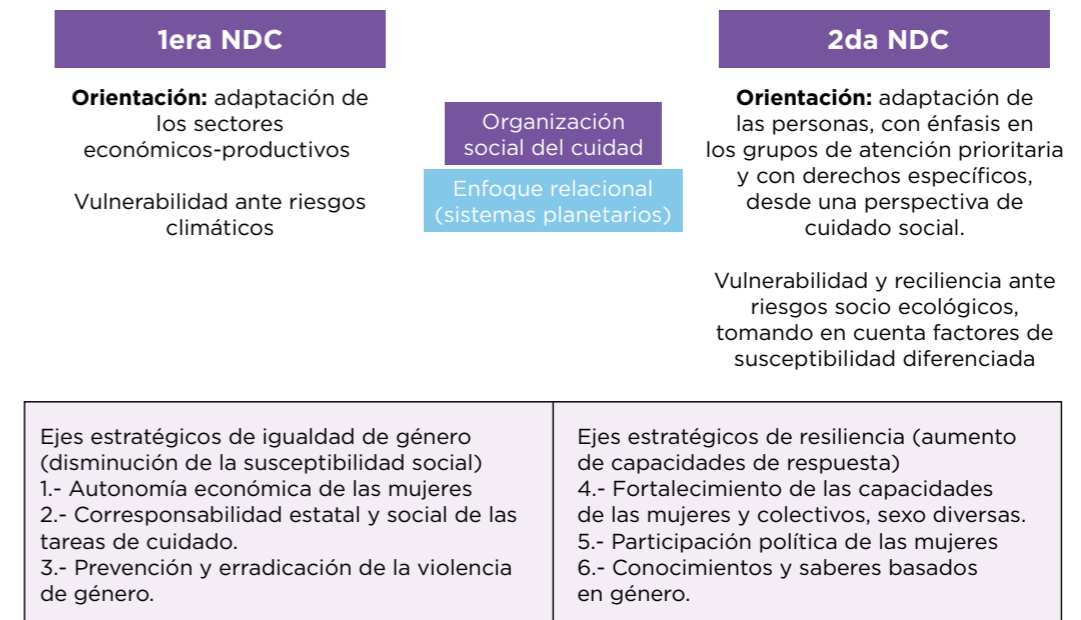 1era NDC
Orientación: adaptación de
los sectores
económicos-productivos
Vulnerabilidad ante riesgos
climáticos
Organización
social del cuidad
Enfoque relacional
(sistemas planetarios)
2da NDC
Orientación: adaptación de
las personas, con énfasis en
los grupos de atención prioritaria
y con derechos específicos,
desde una perspectiva de
cuidado social.
Vulnerabilidad y reciliencia ante
riesgos socio ecológicos,
tomando en cuenta factores de
susceptibilidad diferenciada
Ejes estratégicos de igualdad de género
(disminución de la susceptibilidad social)
1.- Autonomía económica de las mujeres
2.- Corresponsabilidad estatal y social de las
tareas de cuidado.
3.- Prevención y erradicación de la violencia
de género.
Ejes estratégicos de resiliencia (aumento
de capacidades de respuesta)
4.- Fortalecimiento de las capacidades
de las mujeres y colectivos, sexo diversas.
5.- Participación política de las mujeres
6.- Conocimientos y saberes basados
en género.